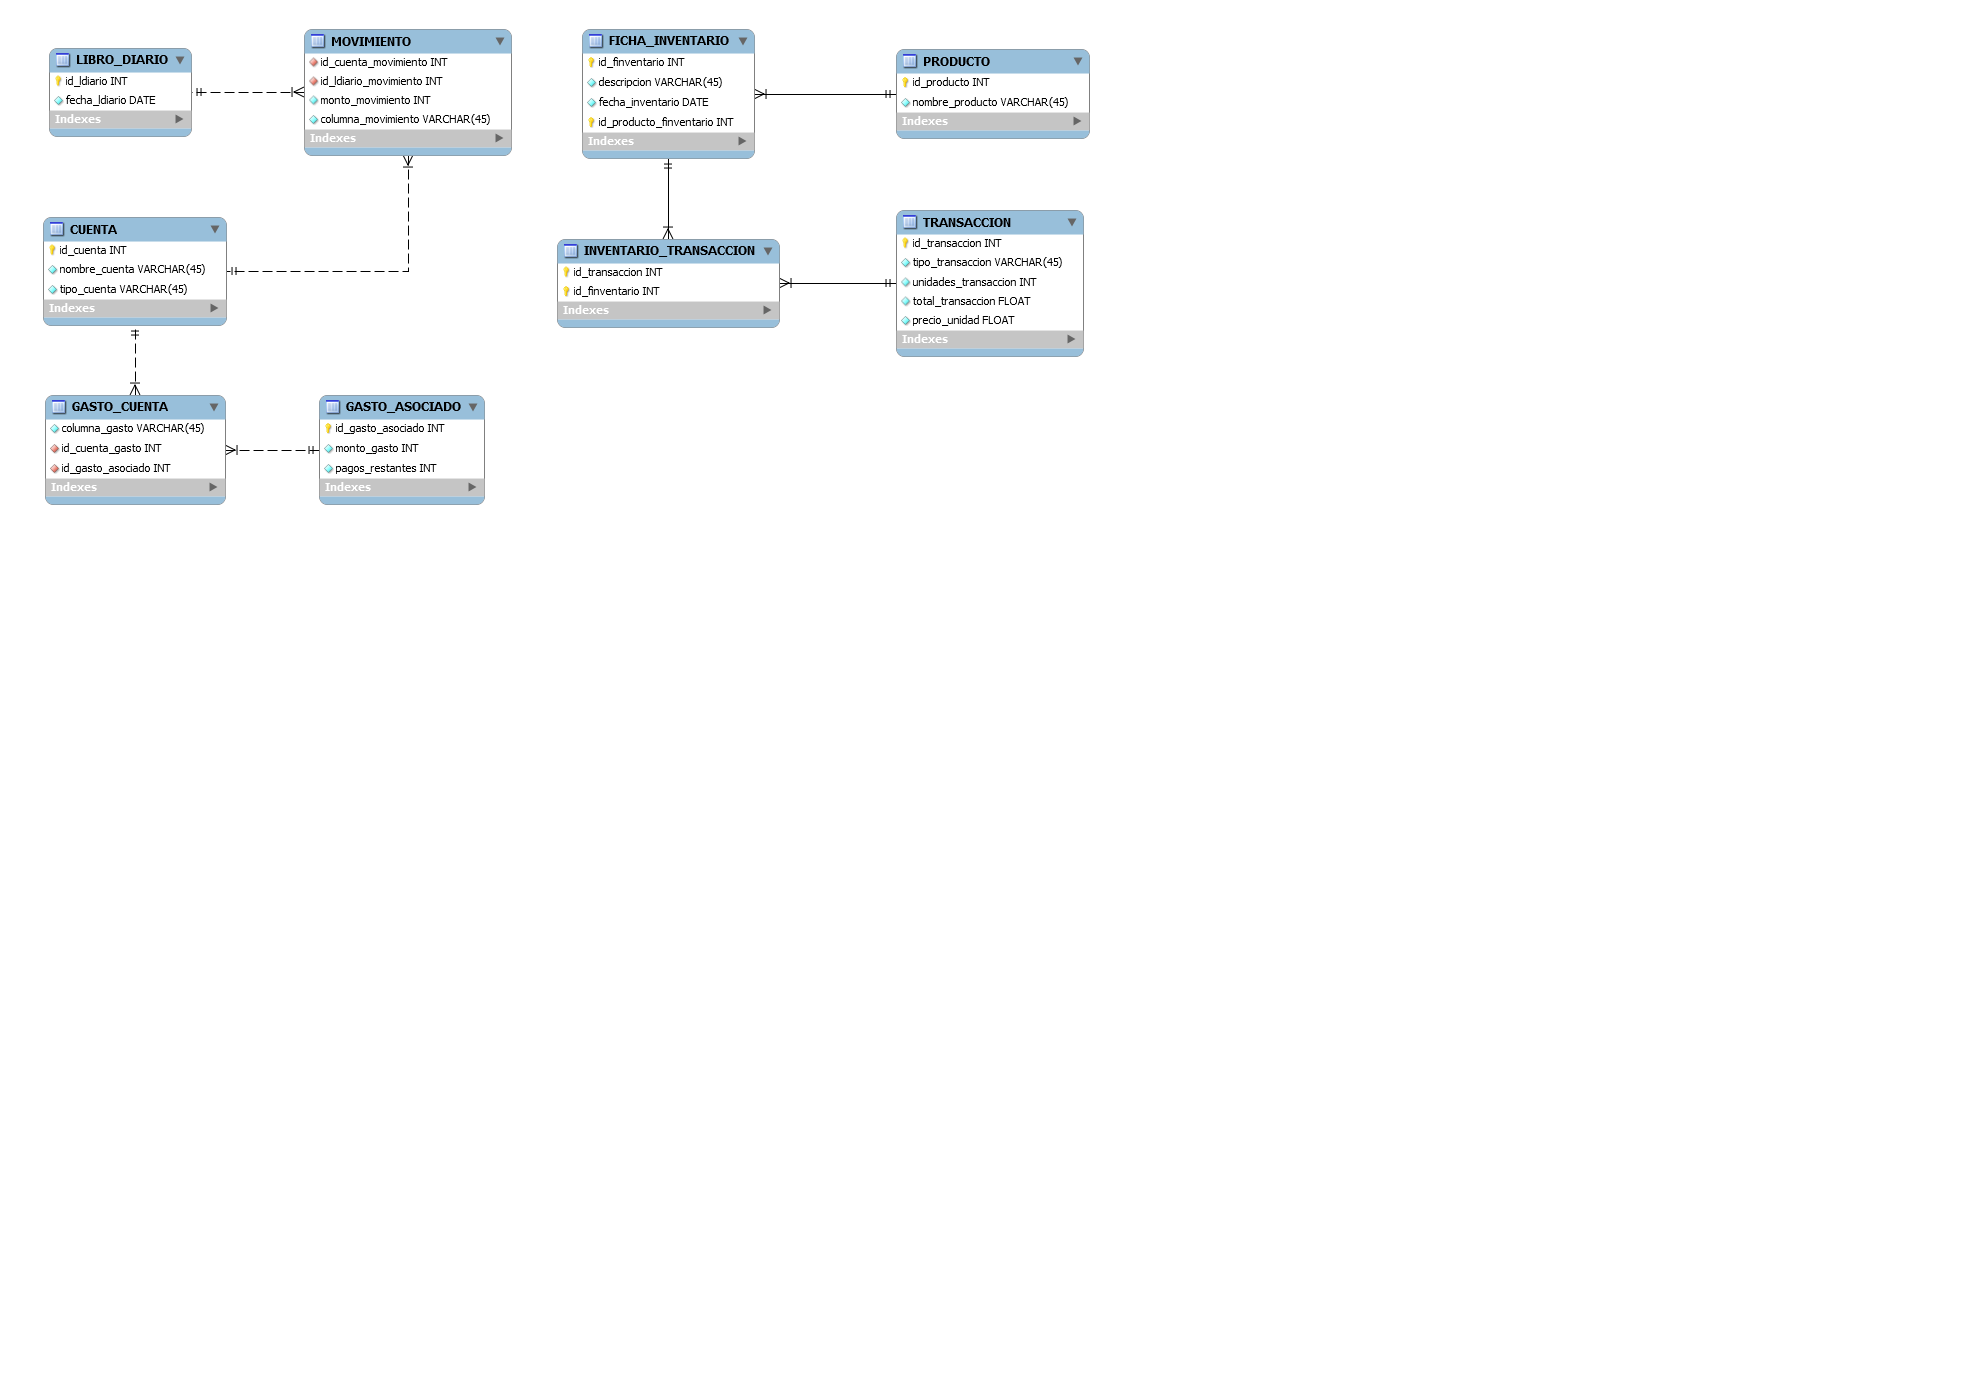 LIBRO_DIARIO
id_ldiario INT
fecha_ldiario DATE
Indexes
MOVIMIENTO
id_cuenta_movimiento INT
id_ldiario_movimiento INT
monto_movimiento INT
columna_movimiento VARCHAR(45)
Indexes
FICHA_INVENTARIO
id_finventario INT
descripcion VARCHAR(45)
fecha_inventario DATE
id_producto_finventario INT
Indexes
PRODUCTO
id_producto INT
nombre_producto VARCHAR(45)
Indexes
CUENTA
id_cuenta INT
nombre_cuenta VARCHAR(45)
tipo_cuenta VARCHAR(45)
Indexes
INVENTARIO_TRANSACCION
id_transaccion INT
id_finventario INT
Indexes
TRANSACCION
id_transaccion INT
tipo_transaccion VARCHAR(45)
unidades_transaccion INT
total_transaccion FLOAT
precio_unidad FLOAT
Indexes
GASTO_CUENTA
columna_gasto VARCHAR(45)
id_cuenta_gasto INT
id_gasto_asociado INT
Indexes
GASTO_ASOCIADO
id_gasto_asociado INT
monto_gasto INT
pagos_restantes INT
Indexes